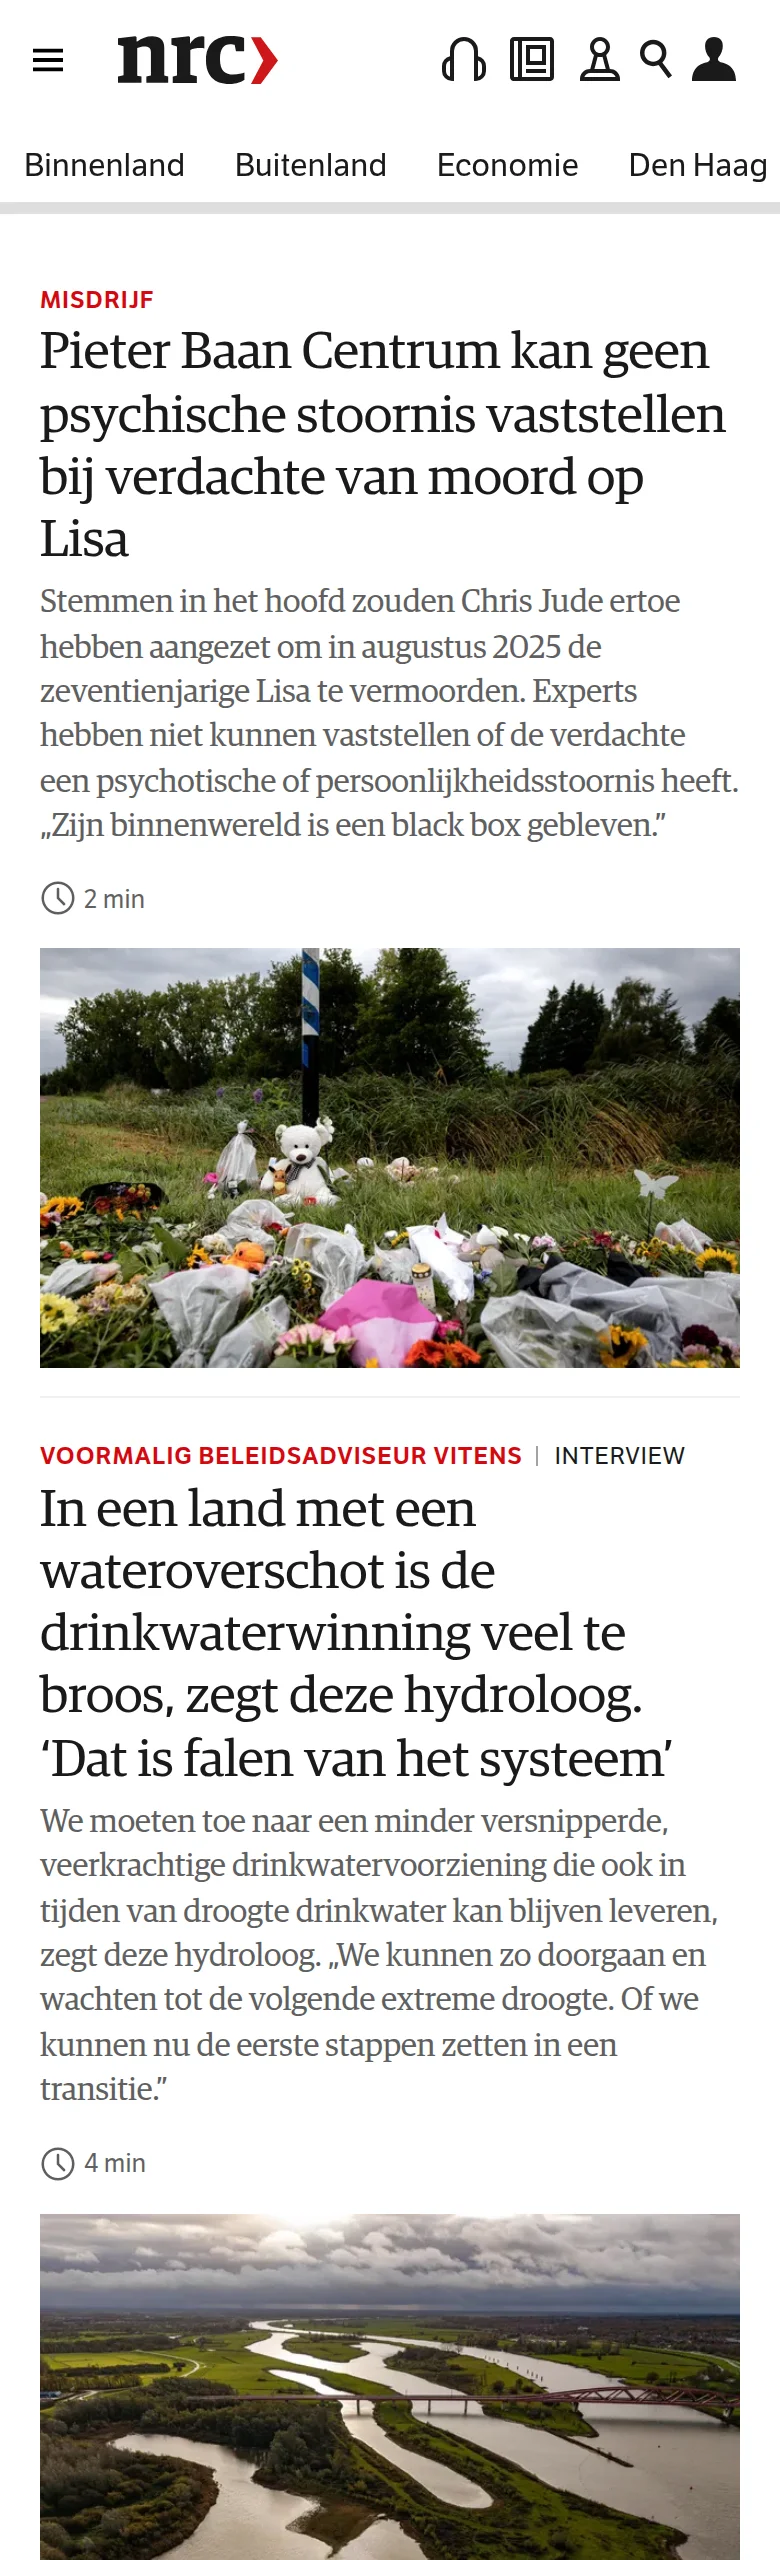 nrc
Binnenland Buitenland Economie Den Haag
MISDRIJF
Pieter Baan Centrum kan geen
psychische stoornis vaststellen
bij verdachte van moord op
Lisa
Stemmen in het hoofd zouden Chris Jude ertoe
hebben aangezet om in augustus 2025 de
zeventienjarige Lisa te vermoorden. Experts
hebben niet kunnen vaststellen of de verdachte
een psychotische of persoonlijkheidsstoornis heeft.
„Zijn binnenwereld is een black box gebleven.”
2 min
VOORMALIG BELEIDSADVISEUR VITENS | INTERVIEW
In een land met een
wateroverschot is de
drinkwaterwinning veel te
broos, zegt deze hydroloog.
‘Dat is falen van het systeem’
We moeten toe naar een minder versnipperde,
veerkrachtige drinkwatervoorziening die ook in
tijden van droogte drinkwater kan blijven leveren,
zegt deze hydroloog. „We kunnen zo doorgaan en
wachten tot de volgende extreme droogte. Of we
kunnen nu de eerste stappen zetten in een
transitie.”
4 min